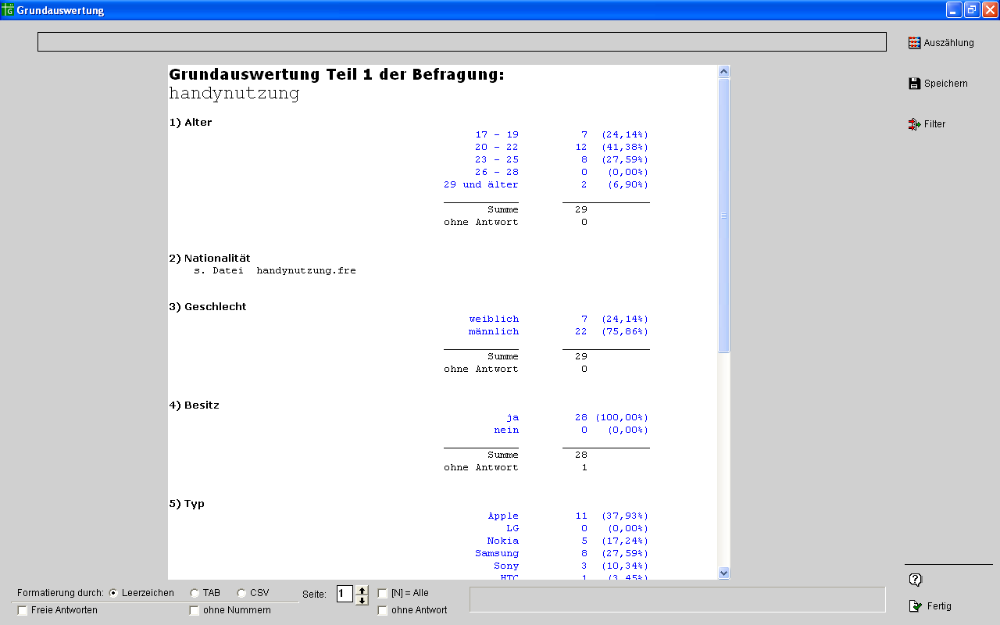 Grundauswertung
Auszählung
Speichern
Filter
Grundauswertung Teil 1 der Befragung:
handynutzung
1) Alter
17 - 19 7 (24,14%)
20 - 22 12 (41,38%)
23 - 25 8 (27,59%)
26 - 28 0 (0,00%)
29 und älter 2 (6,90%)
Summe 29
ohne Antwort 0
2) Nationalität
s. Datei handynutzung.fre
3) Geschlecht
weiblich 7 (24,14%)
männlich 22 (75,86%)
Summe 29
ohne Antwort 0
4) Besitz
ja 28 (100,00%)
nein 0 (0,00%)
Summe 28
ohne Antwort 1
5) Typ
Apple 11 (37,93%)
LG 0 (0,00%)
Nokia 5 (17,24%)
Samsung 8 (27,59%)
Sony 3 (10,34%)
HTC 1 (3,45%)
Formatierung durch: Leerzeichen TAB CSV Seite: 1 [N] = Alle
Freie Antworten ohne Nummern ohne Antwort
Fertig